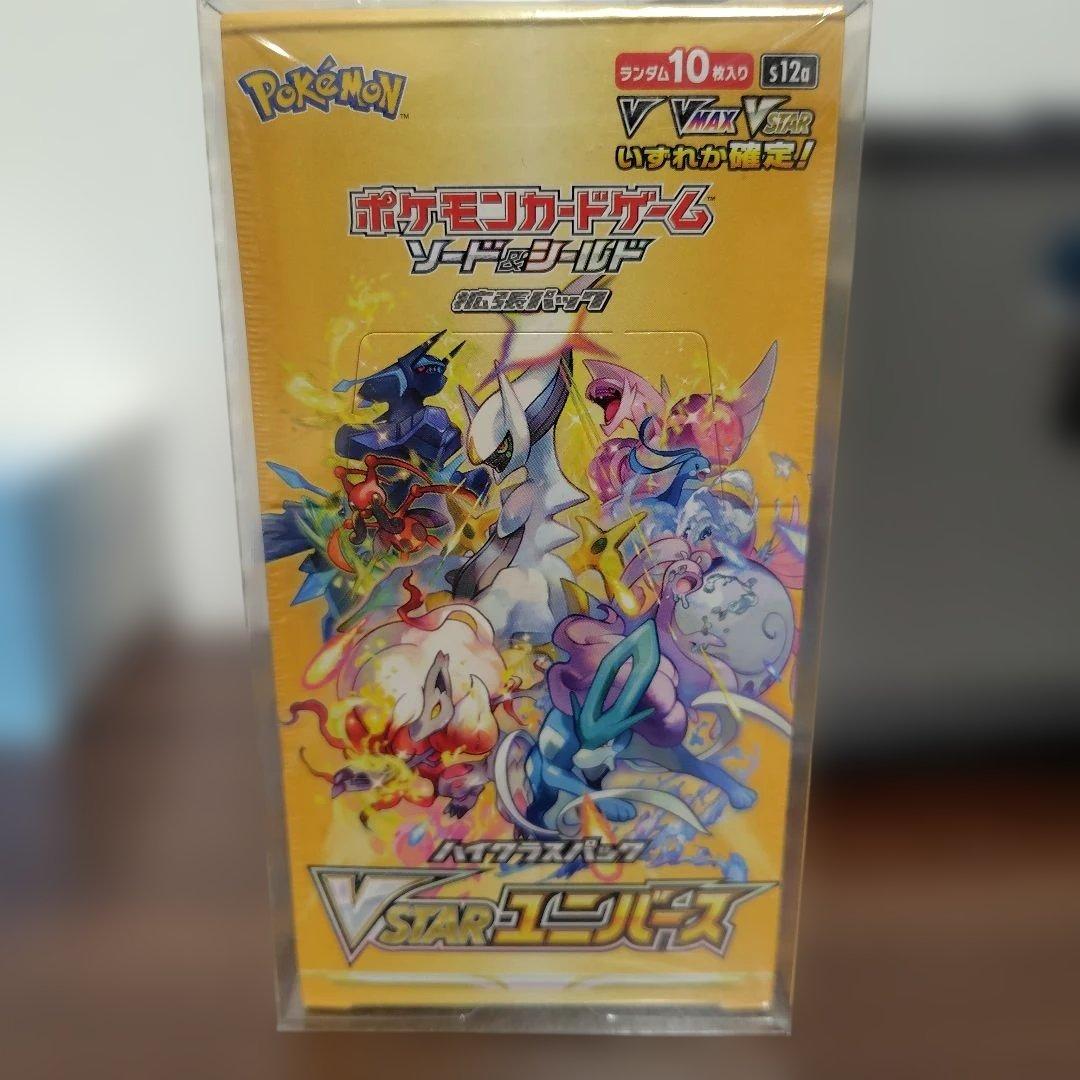 POKéMON™
ランダム10枚入り s12a
V VMAX VSTAR
いずれか確定!
ポケモンカードゲーム™
ソード&シールド
拡張パック
ハイクラスパック
VSTARユニバース